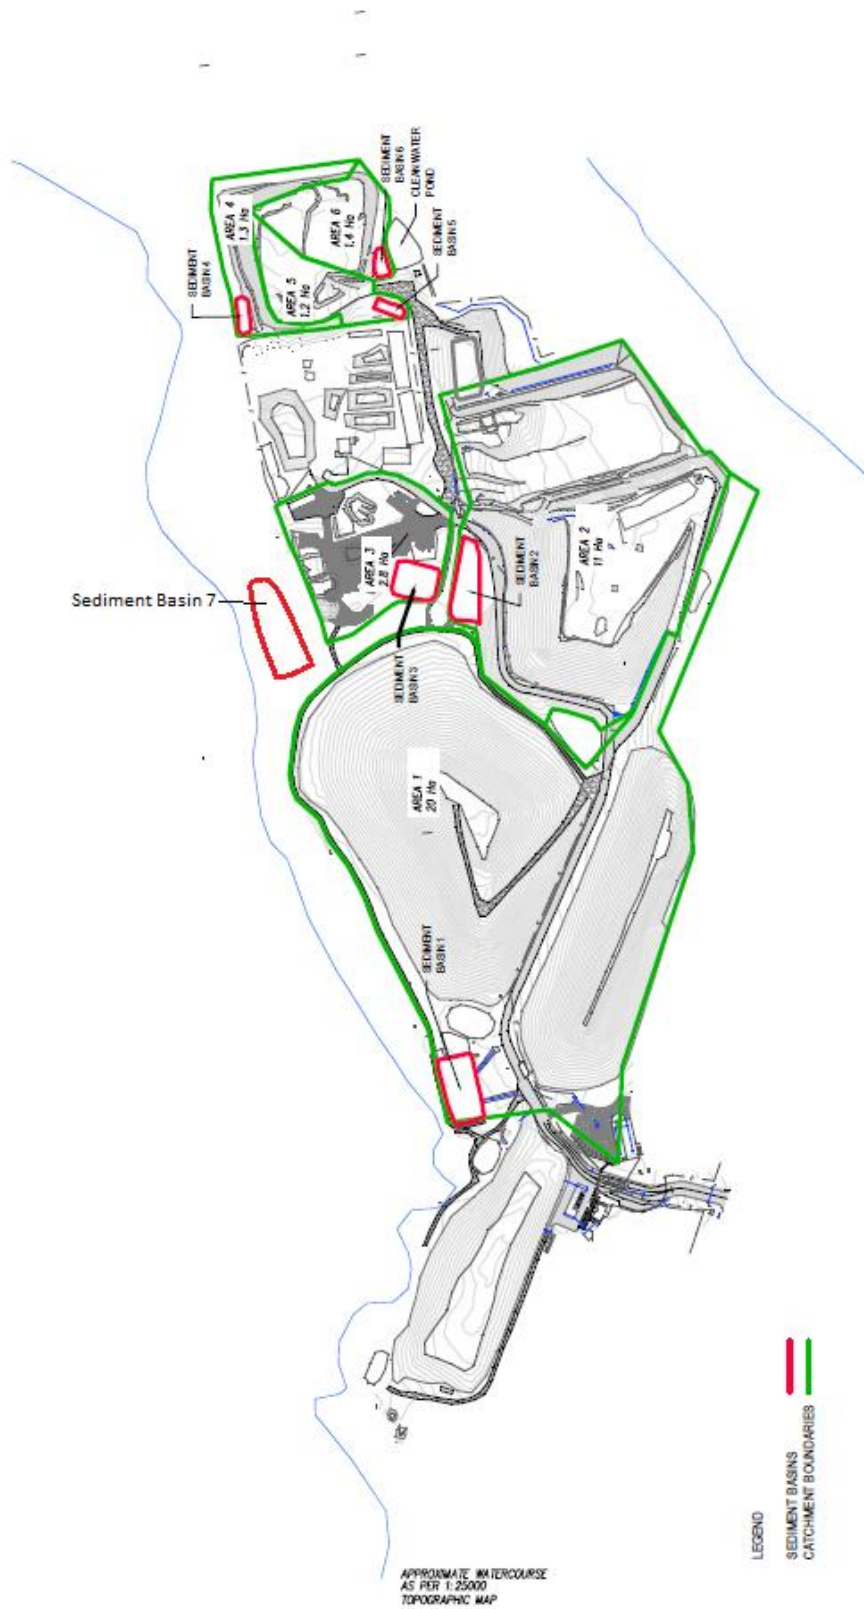 SEDIMENT
BASIN 6
CLEAN WATER
POND
SEDIMENT
BASIN 5
AREA 4
1.3 Ha
AREA 6
1.4 Ha
SEDIMENT
BASIN 4
AREA 5
1.2 Ha
AREA 2
11 Ha
SEDIMENT
BASIN 2
AREA 3
2.8 Ha
Sediment Basin 7
SEDIMENT
BASIN 3
AREA 1
20 Ha
SEDIMENT
BASIN 1
LEGEND
SEDIMENT BASINS
CATCHMENT BOUNDARIES
APPROXIMATE WATERCOURSE
AS PER 1:25000
TOPOGRAPHIC MAP